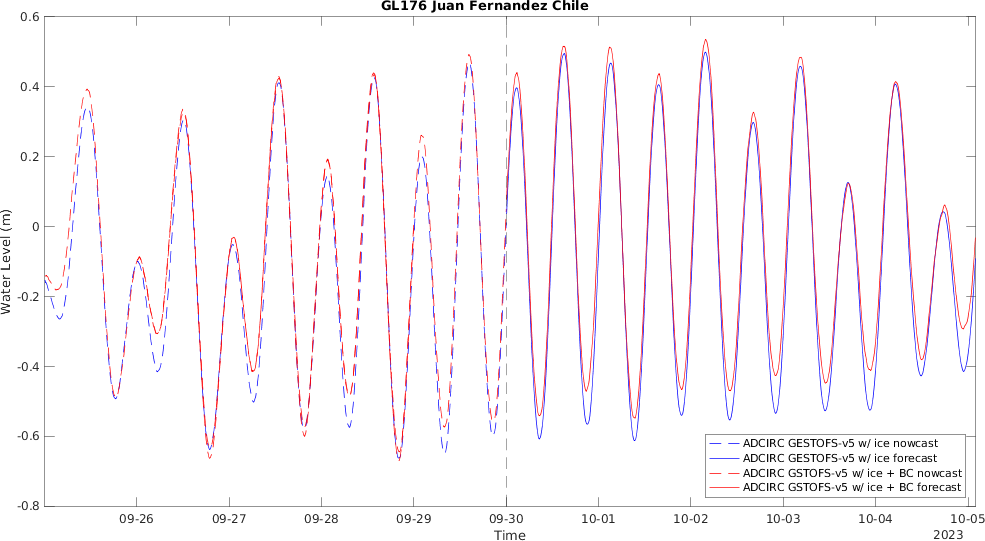 GL176 Juan Fernandez Chile
0.6
0.4
0.2
0
-0.2
-0.4
-0.6
-0.8
Water Level (m)
09-26 09-27 09-28 09-29 09-30 10-01 10-02 10-03 10-04 10-05
Time
2023
ADCIRC GESTOFS-v5 w/ ice nowcast
ADCIRC GESTOFS-v5 w/ ice forecast
ADCIRC GSTOFS-v5 w/ ice + BC nowcast
ADCIRC GSTOFS-v5 w/ ice + BC forecast